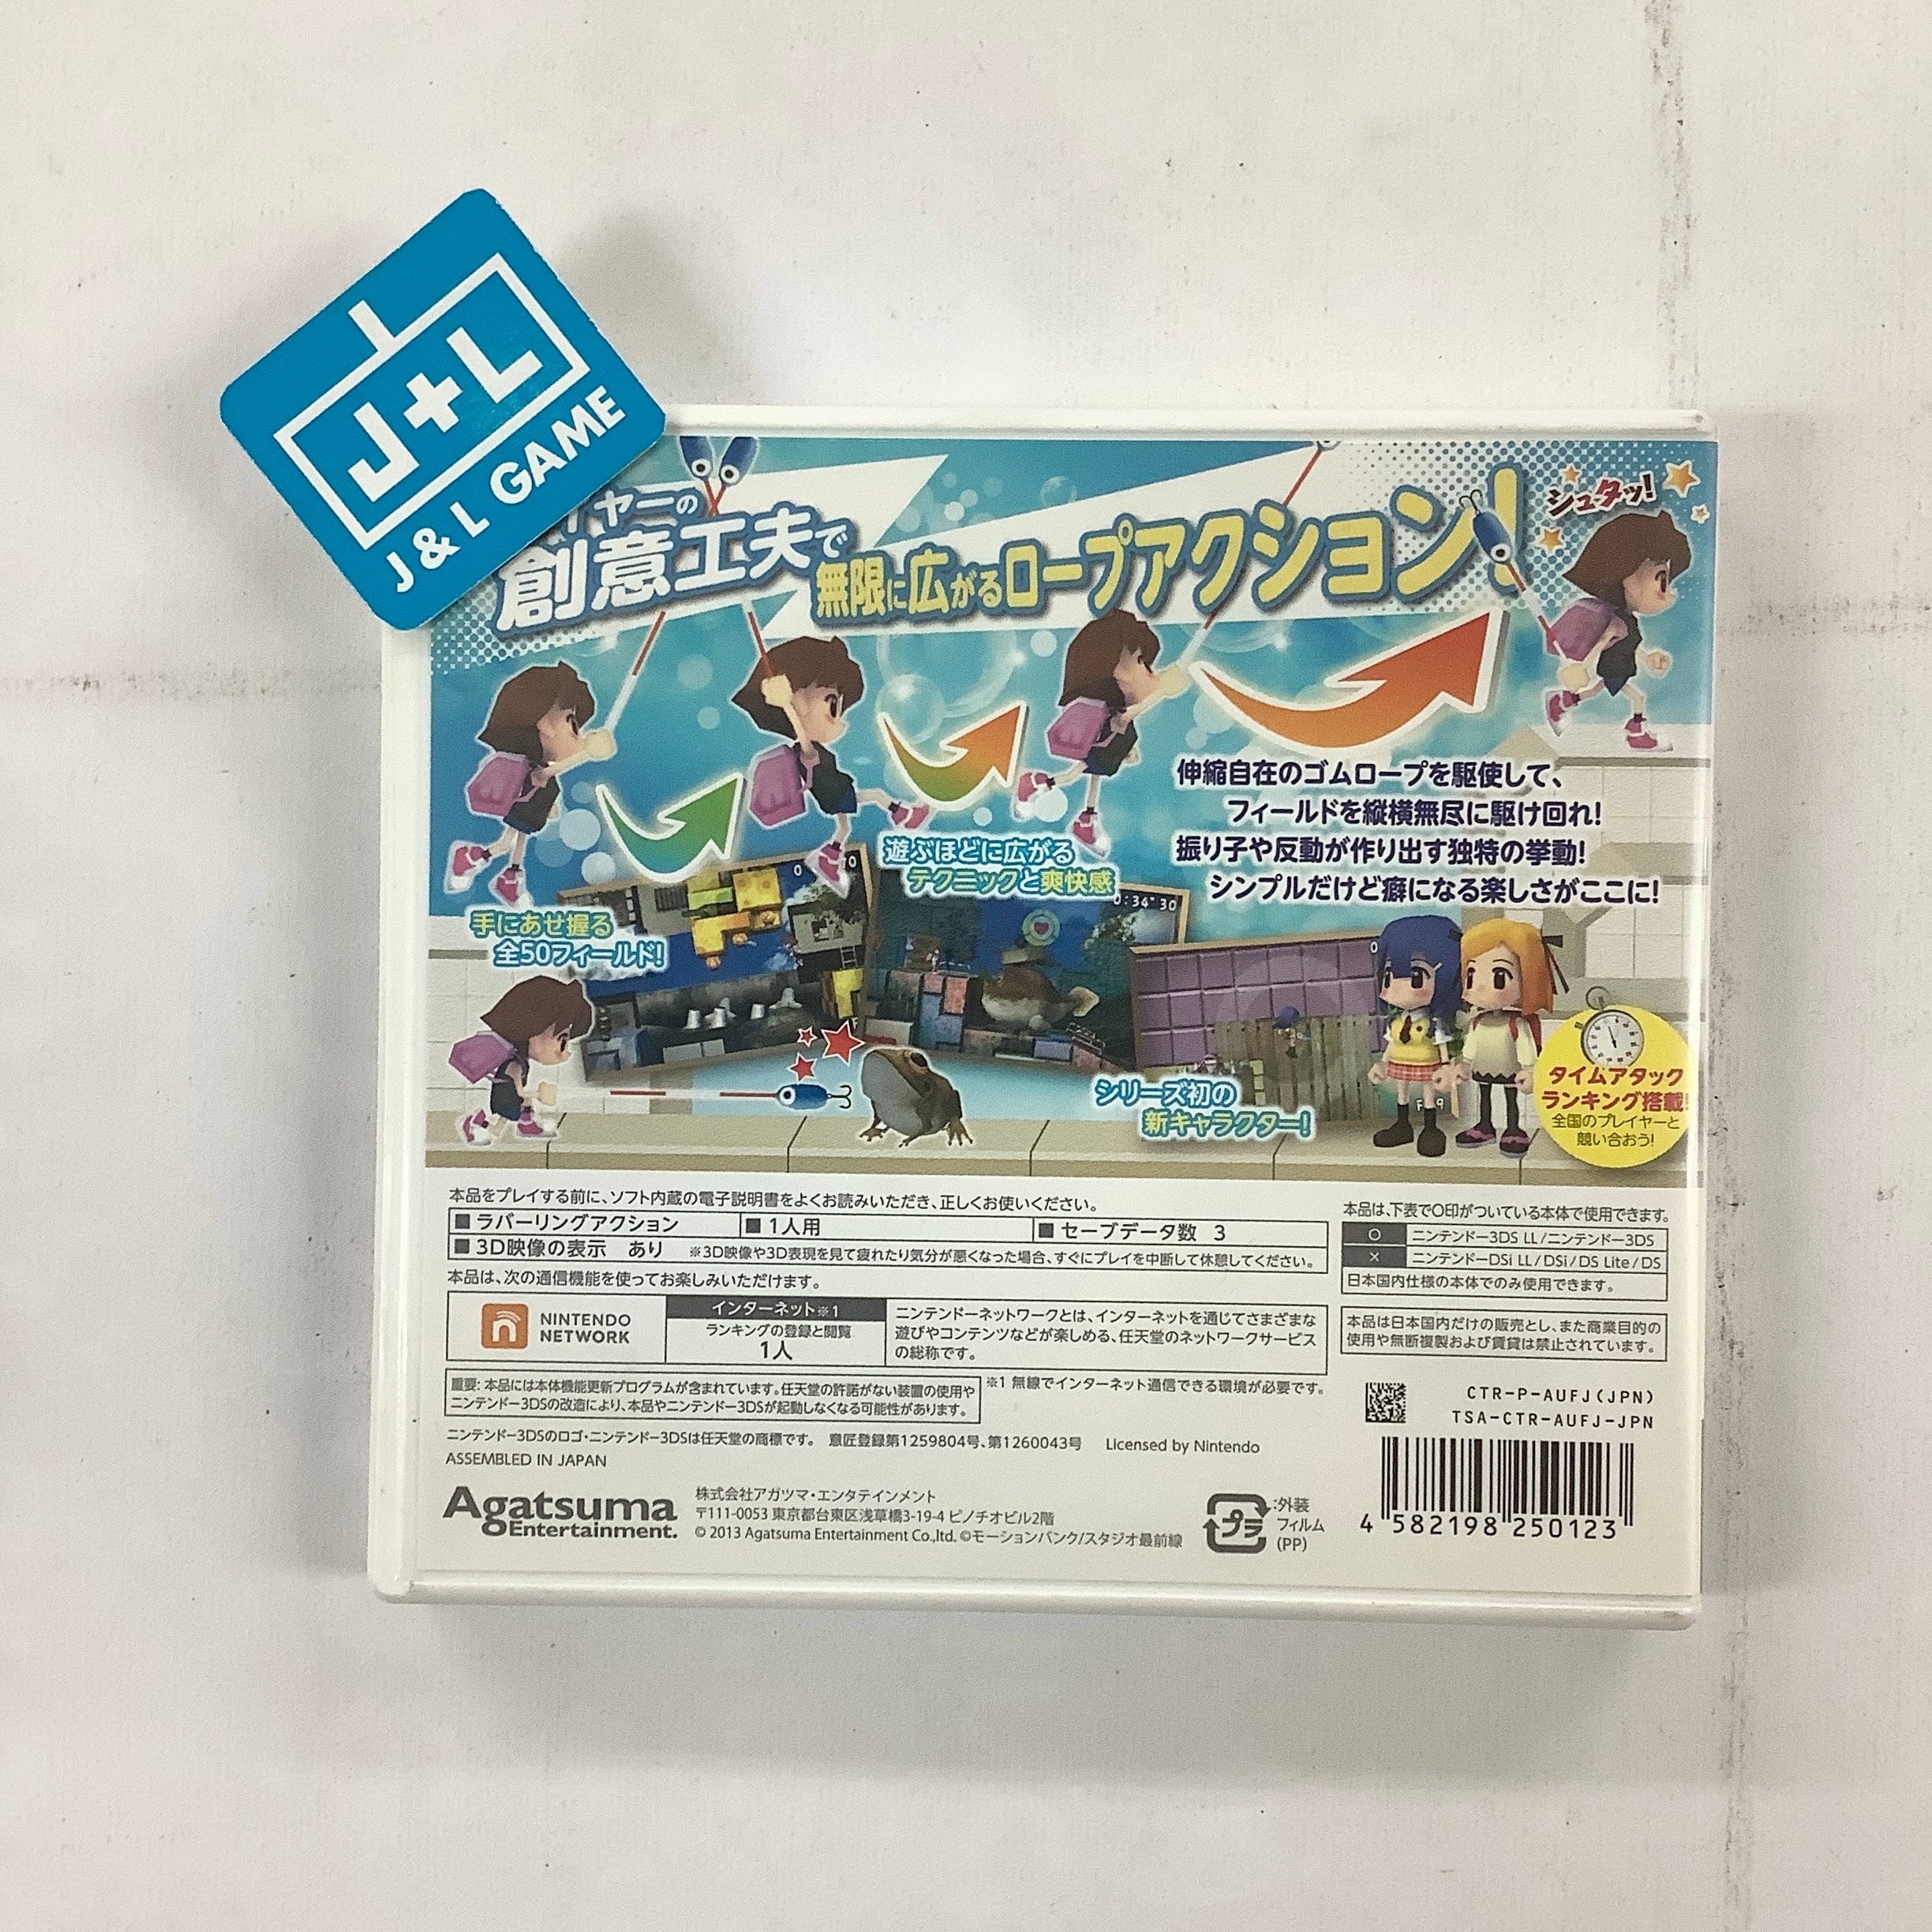 J+L
J & L GAME
ヤーの
創意工夫で
無限に広がるロープアクション!
シュタッ!
伸縮自在のゴムロープを駆使して、
フィールドを縦横無尽に駆け回れ!
振り子や反動が作り出す独特の挙動!
シンプルだけど癖になる楽しさがここに!
遊ぶほどに広がる
テクニックと爽快感
手にあせ握る
全50フィールド!
0:34"30
シリーズ初の
新キャラクター!
タイムアタック
ランキング搭載!
全国のプレイヤーと
競い合おう!
本品をプレイする前に、ソフト内蔵の電子説明書をよくお読みいただき、正しくお使いください。
■ ラバーリングアクション ■ 1人用 ■ セーブデータ数 3
■ 3D映像の表示 あり ※3D映像や3D表現を見て疲れたり気分が悪くなった場合、すぐにプレイを中断して休憩してください。
本品は、次の通信機能を使ってお楽しみいただけます。
NINTENDO
NETWORK
インターネット※1
ランキングの登録と閲覧
1人
ニンテンドーネットワークとは、インターネットを通じてさまざまな
遊びやコンテンツなどが楽しめる、任天堂のネットワークサービス
の総称です。
重要: 本品には本体機能更新プログラムが含まれています。任天堂の許諾がない装置の使用や
ニンテンドー3DSの改造により、本品やニンテンドー3DSが起動しなくなる可能性があります。
※1 無線でインターネット通信できる環境が必要です。
ニンテンドー3DSのロゴ・ニンテンドー3DSは任天堂の商標です。 意匠登録第1259804号、第1260043号 Licensed by Nintendo
ASSEMBLED IN JAPAN
本品は、下表で○印がついている本体で使用できます。
○ ニンテンドー3DS LL/ニンテンドー3DS
× ニンテンドーDSi LL/DSi/DS Lite/DS
日本国内仕様の本体でのみ使用できます。
本品は日本国内だけの販売とし、また商業目的の
使用や無断複製および賃貸は禁止されています。
CTR-P-AUFJ(JPN)
TSA-CTR-AUFJ-JPN
4 582198 250123
Agatsuma
Entertainment.
株式会社アガツマ・エンタテインメント
〒111-0053 東京都台東区浅草橋3-19-4 ピノチオビル2階
© 2013 Agatsuma Entertainment Co.,ltd. ©モーションバンク/スタジオ最前線
プラ
:外装
フィルム
(PP)